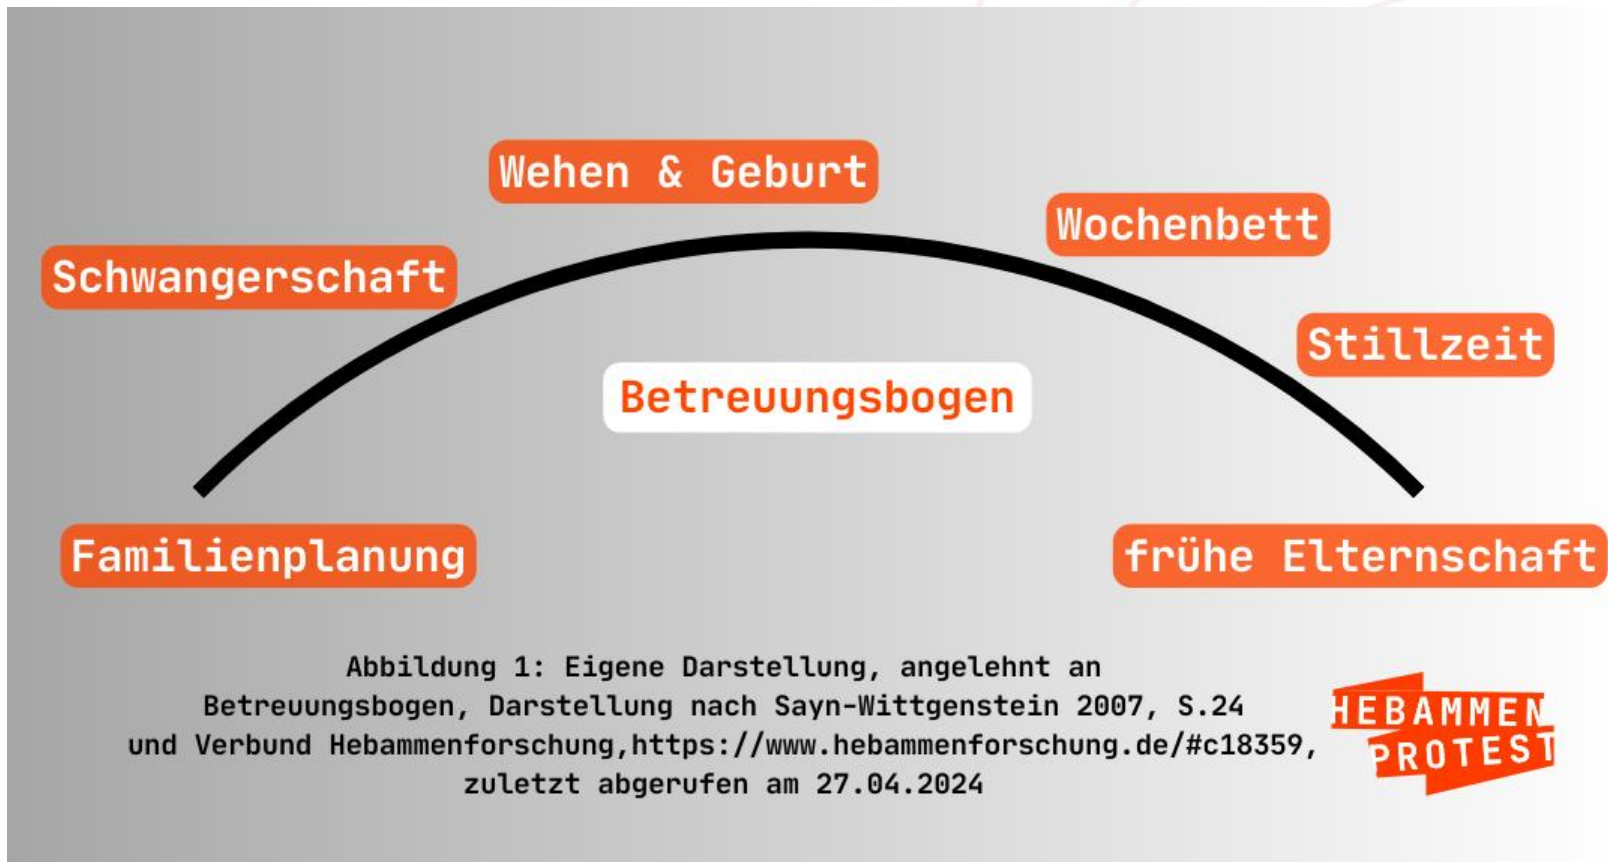 Wehen & Geburt
Wochenbett
Schwangerschaft
Stillzeit
Betreuungsbogen
Familienplanung
frühe Elternschaft
Abbildung 1: Eigene Darstellung, angelehnt an
Betreuungsbogen, Darstellung nach Sayn-Wittgenstein 2007, S.24
und Verbund Hebammenforschung,https://www.hebammenforschung.de/#c18359,
zuletzt abgerufen am 27.04.2024
HEBAMMEN
PROTEST